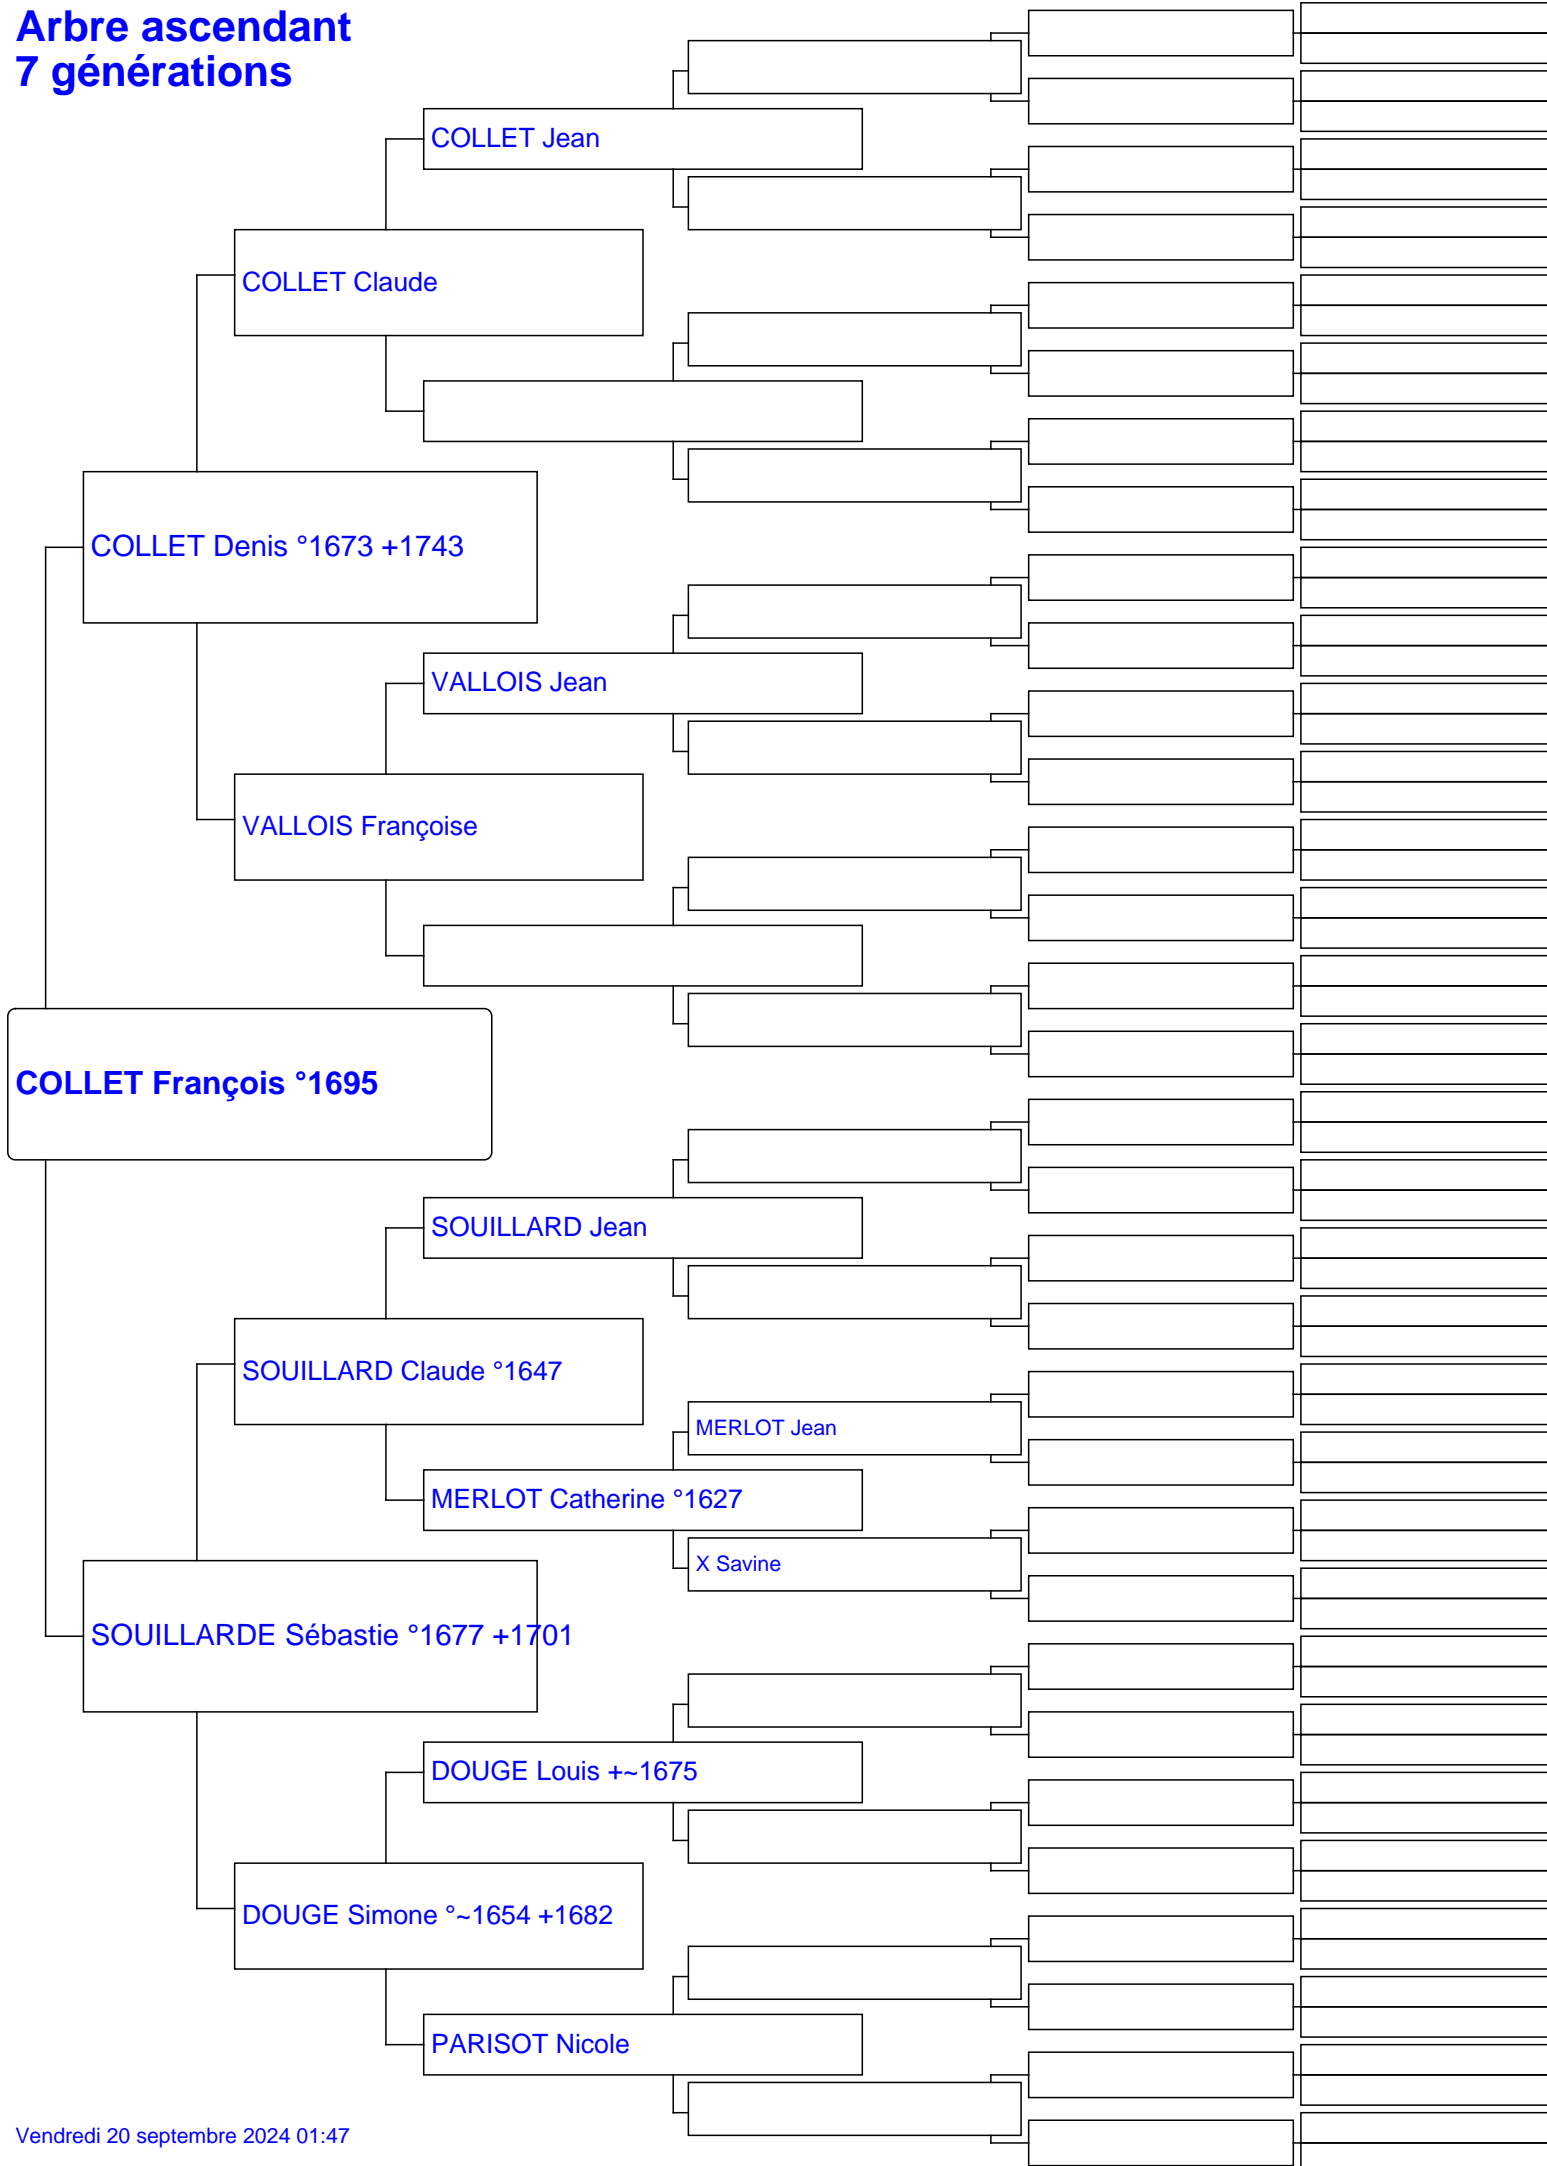 Arbre ascendant
7 générations
COLLET Jean
COLLET Claude
COLLET Denis °1673 +1743
VALLOIS Jean
VALLOIS Françoise
COLLET François °1695
SOUILLARD Jean
SOUILLARD Claude °1647
MERLOT Jean
MERLOT Catherine °1627
X Savine
SOUILLARDE Sébastie °1677 +1701
DOUGE Louis +~1675
DOUGE Simone °~1654 +1682
PARISOT Nicole
Vendredi 20 septembre 2024 01:47